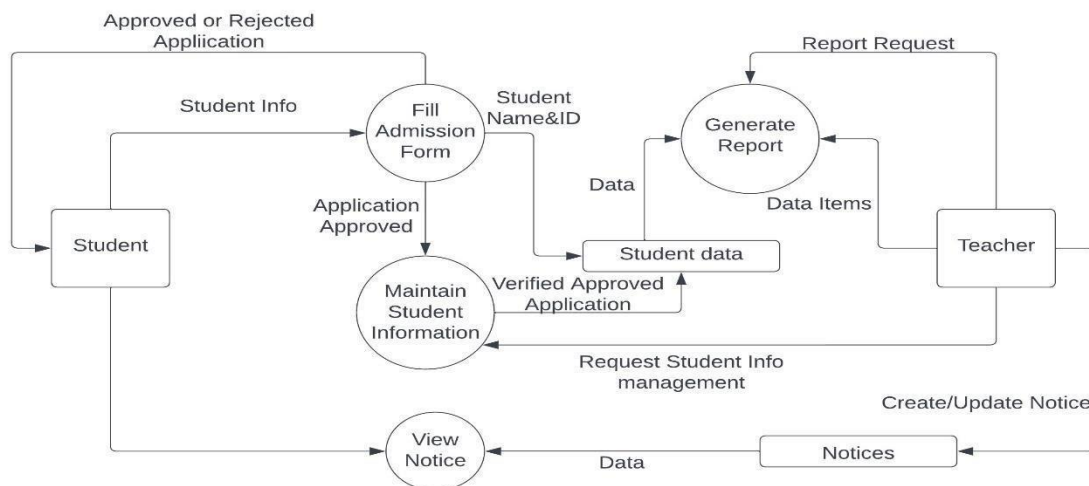 Approved or Rejected
Appliication
Report Request
Student Info
Student
Name&ID
Fill
Admission
Form
Generate
Report
Data
Data Items
Application
Approved
Student
Student data
Teacher
Maintain
Student
Information
Verified Approved
Application
Request Student Info
management
Create/Update Notice
View
Notice
Data
Notices